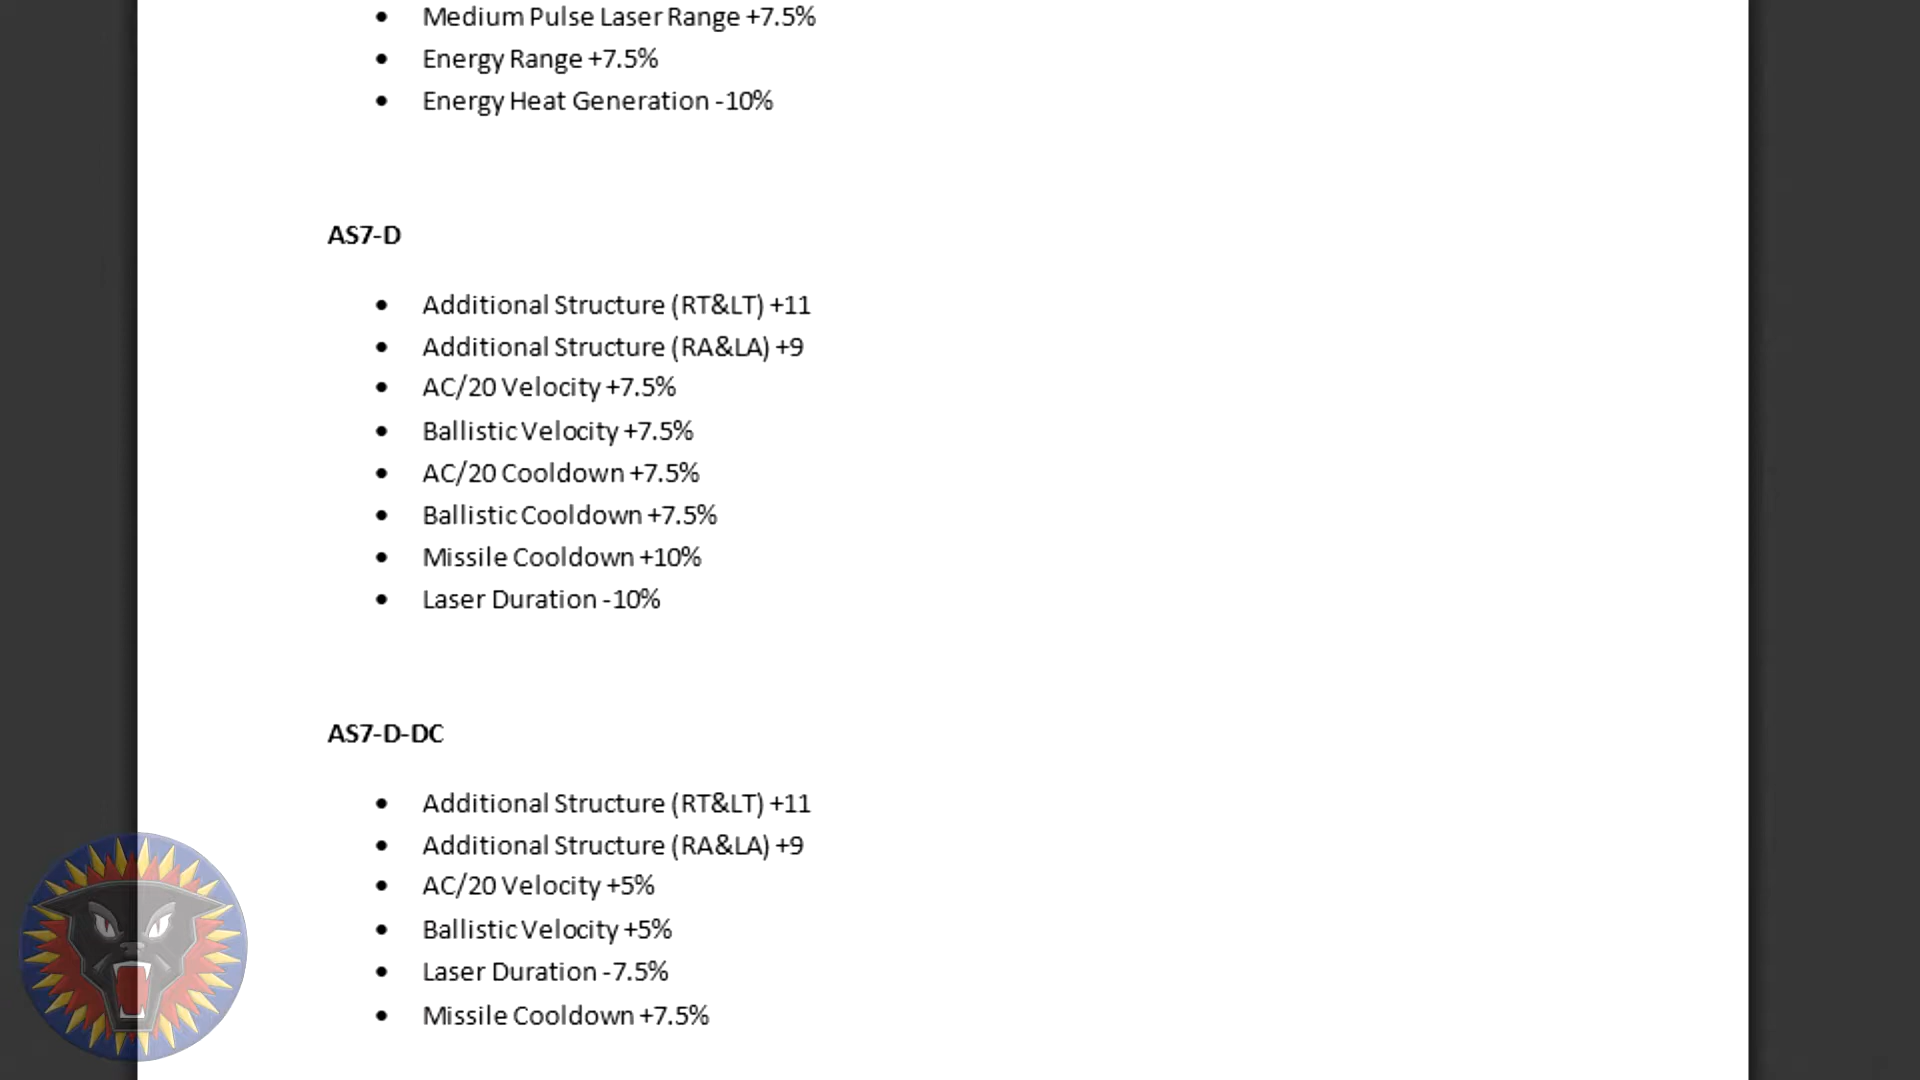 Medium Pulse Laser Range +7.5%
Energy Range +7.5%
Energy Heat Generation -10%
AS7-D
Additional Structure (RT&LT) +11
Additional Structure (RA&LA) +9
AC/20 Velocity +7.5%
Ballistic Velocity +7.5%
AC/20 Cooldown +7.5%
Ballistic Cooldown +7.5%
Missile Cooldown +10%
Laser Duration -10%
AS7-D-DC
Additional Structure (RT&LT) +11
Additional Structure (RA&LA) +9
AC/20 Velocity +5%
Ballistic Velocity +5%
Laser Duration -7.5%
Missile Cooldown +7.5%